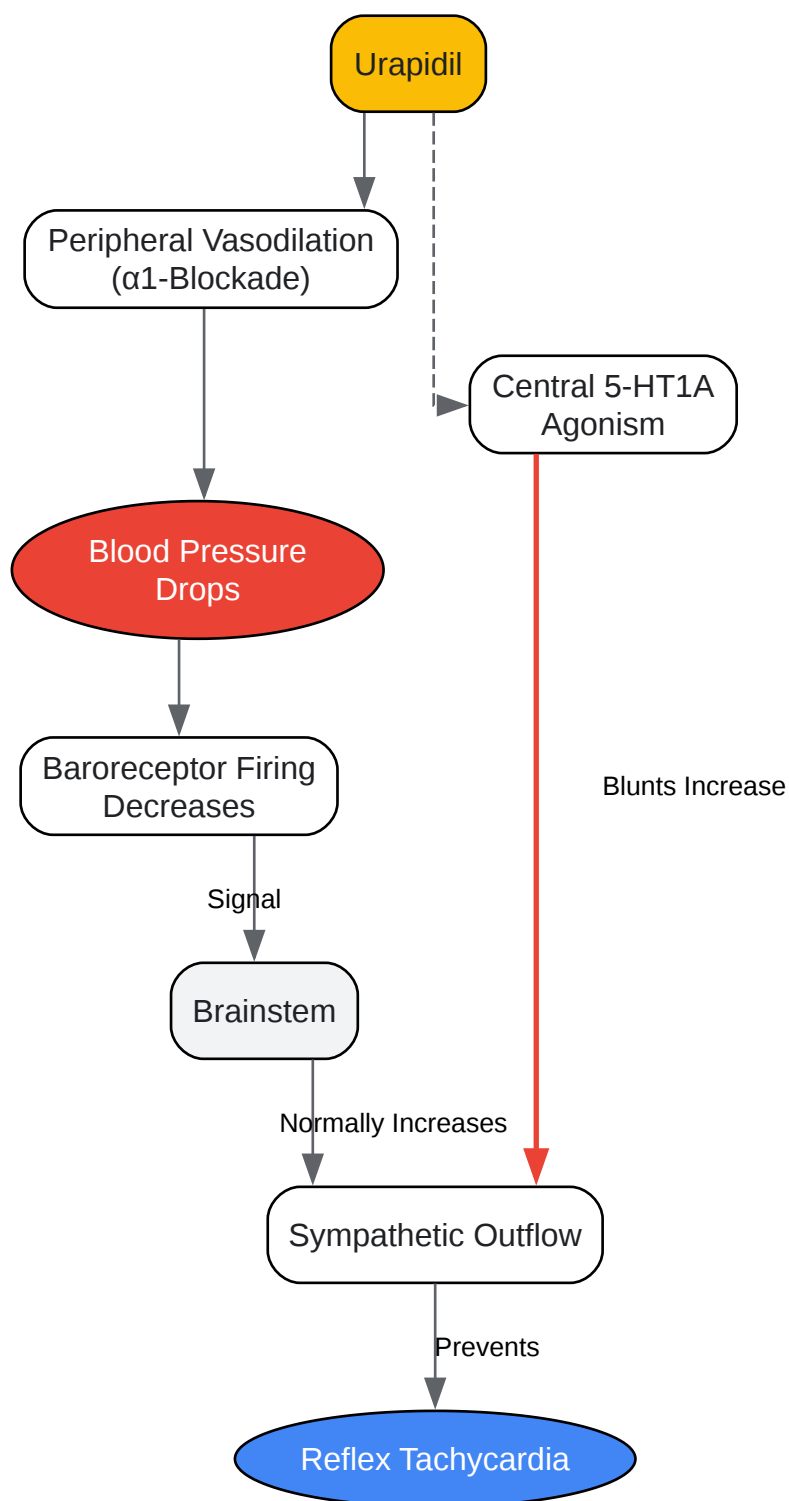 Urapidil
Peripheral Vasodilation
(α1-Blockade)
Central 5-HT1A
Agonism
Blood Pressure
Drops
Baroreceptor Firing
Decreases
Blunts Increase
Signal
Brainstem
Normally Increases
Sympathetic Outflow
Prevents
Reflex Tachycardia